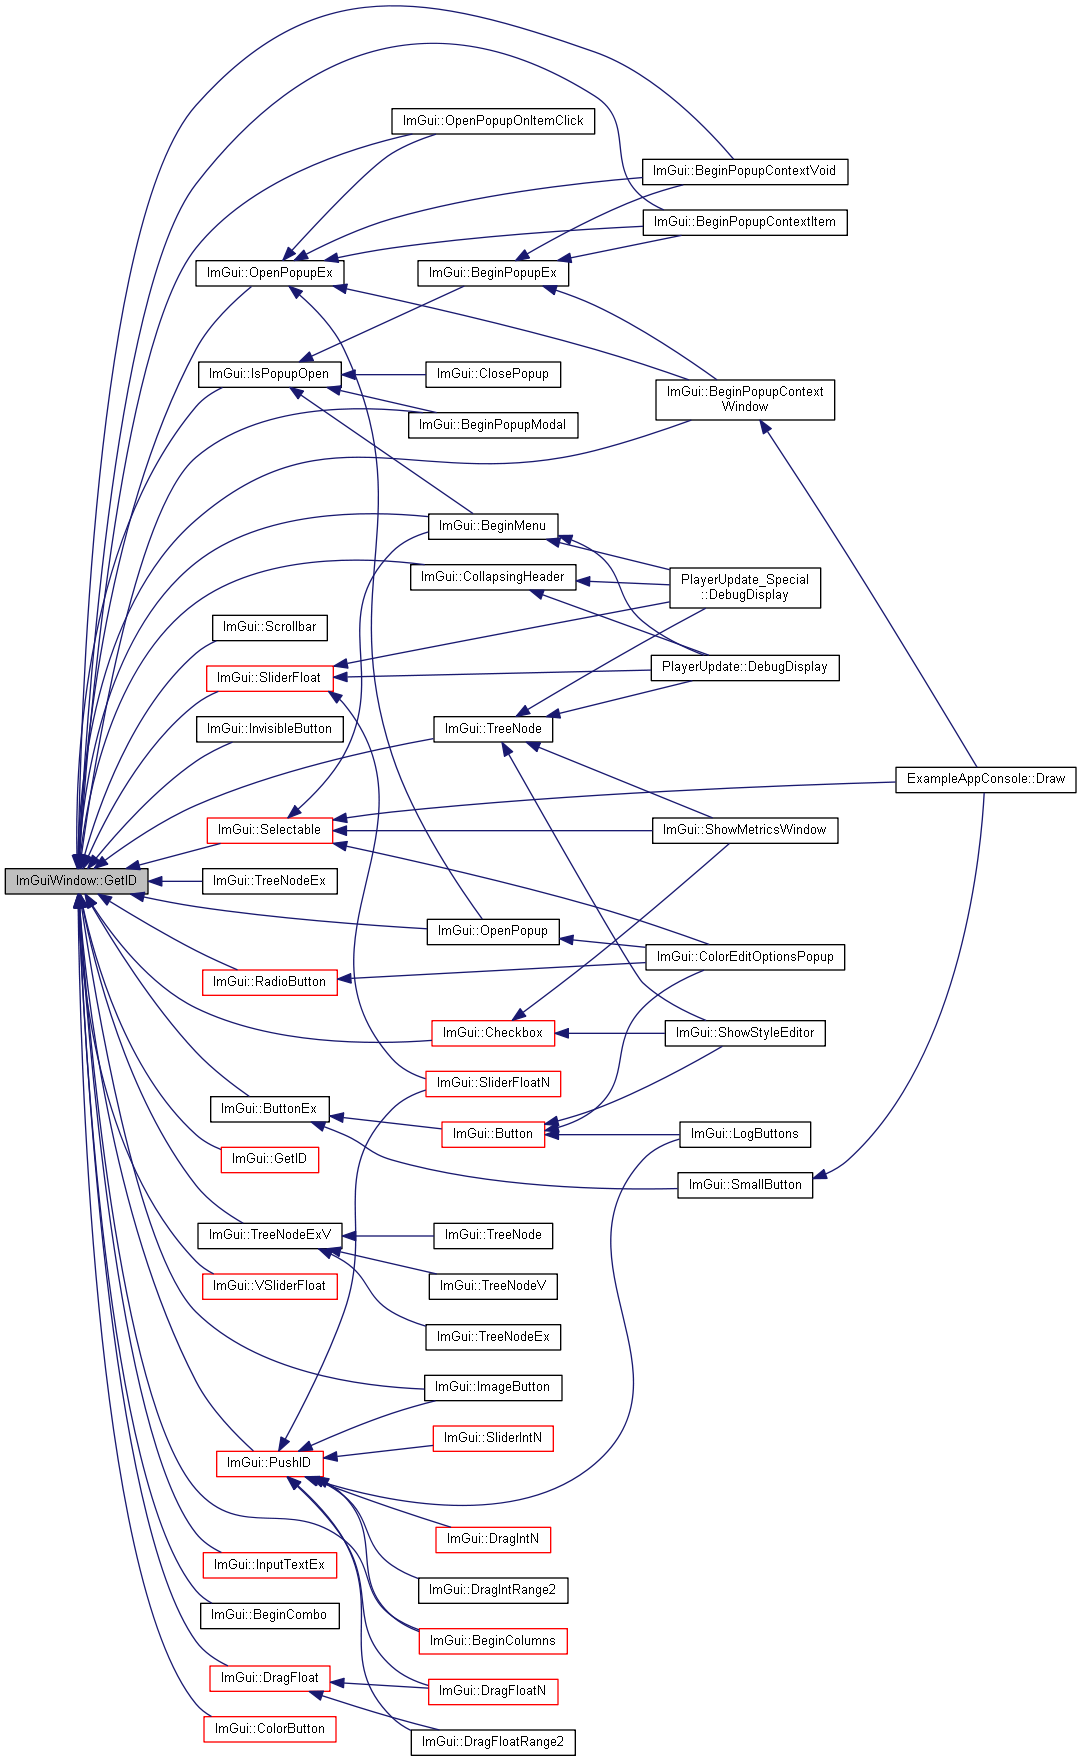 ImGui::OpenPopupOnItemClick
ImGui::BeginPopupContextVoid
ImGui::BeginPopupContextItem
ImGui::OpenPopupEx
ImGui::BeginPopupEx
ImGui::IsPopupOpen
ImGui::ClosePopup
ImGui::BeginPopupContext
Window
ImGui::BeginPopupModal
ImGui::BeginMenu
ImGui::CollapsingHeader
PlayerUpdate_Special
::DebugDisplay
ImGui::Scrollbar
ImGui::SliderFloat
PlayerUpdate::DebugDisplay
ImGui::InvisibleButton
ImGui::TreeNode
ExampleAppConsole::Draw
ImGui::Selectable
ImGui::ShowMetricsWindow
ImGuiWindow::GetID
ImGui::TreeNodeEx
ImGui::OpenPopup
ImGui::ColorEditOptionsPopup
ImGui::RadioButton
ImGui::Checkbox
ImGui::ShowStyleEditor
ImGui::SliderFloatN
ImGui::ButtonEx
ImGui::Button
ImGui::LogButtons
ImGui::GetID
ImGui::SmallButton
ImGui::TreeNodeExV
ImGui::TreeNode
ImGui::VSliderFloat
ImGui::TreeNodeV
ImGui::TreeNodeEx
ImGui::ImageButton
ImGui::SliderIntN
ImGui::PushID
ImGui::DragIntN
ImGui::InputTextEx
ImGui::DragIntRange2
ImGui::BeginCombo
ImGui::BeginColumns
ImGui::DragFloat
ImGui::DragFloatN
ImGui::ColorButton
ImGui::DragFloatRange2